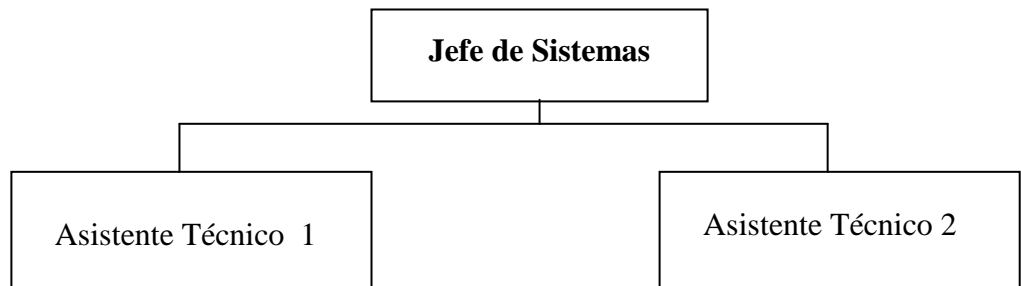 Jefe de Sistemas
Asistente Técnico 1
Asistente Técnico 2